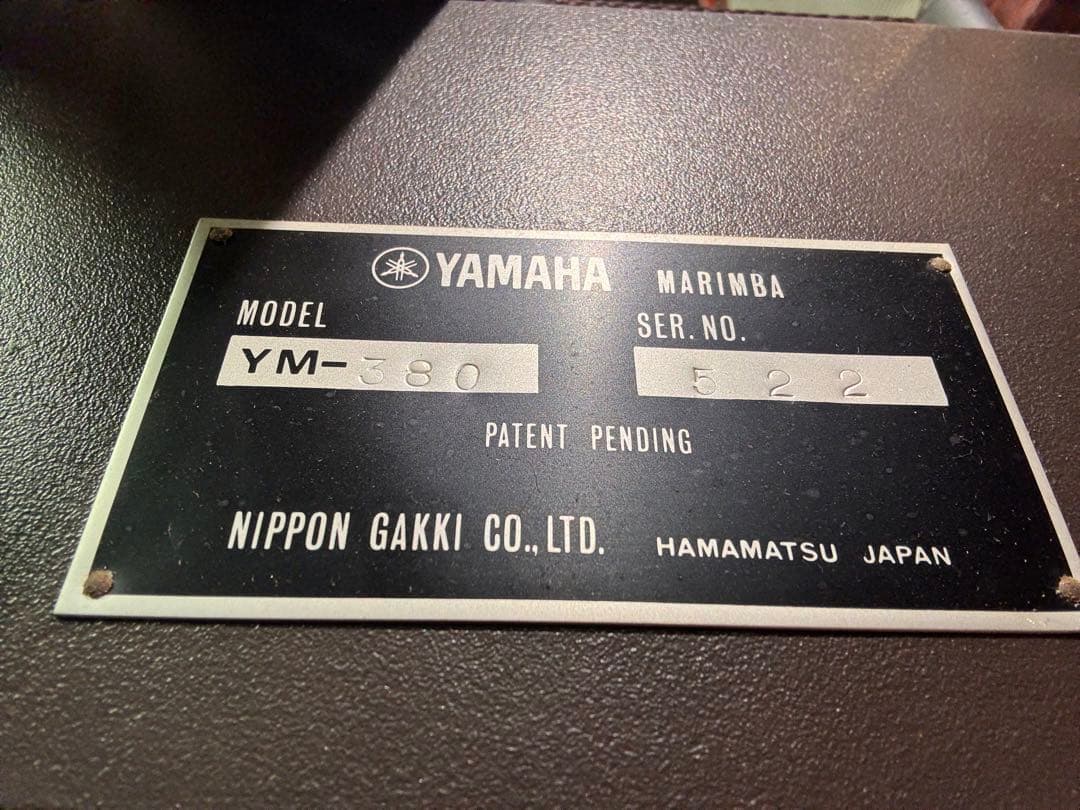 YAMAHA MARIMBA
MODEL SER. NO.
YM-380 522
PATENT PENDING
NIPPON GAKKI CO., LTD. HAMAMATSU JAPAN